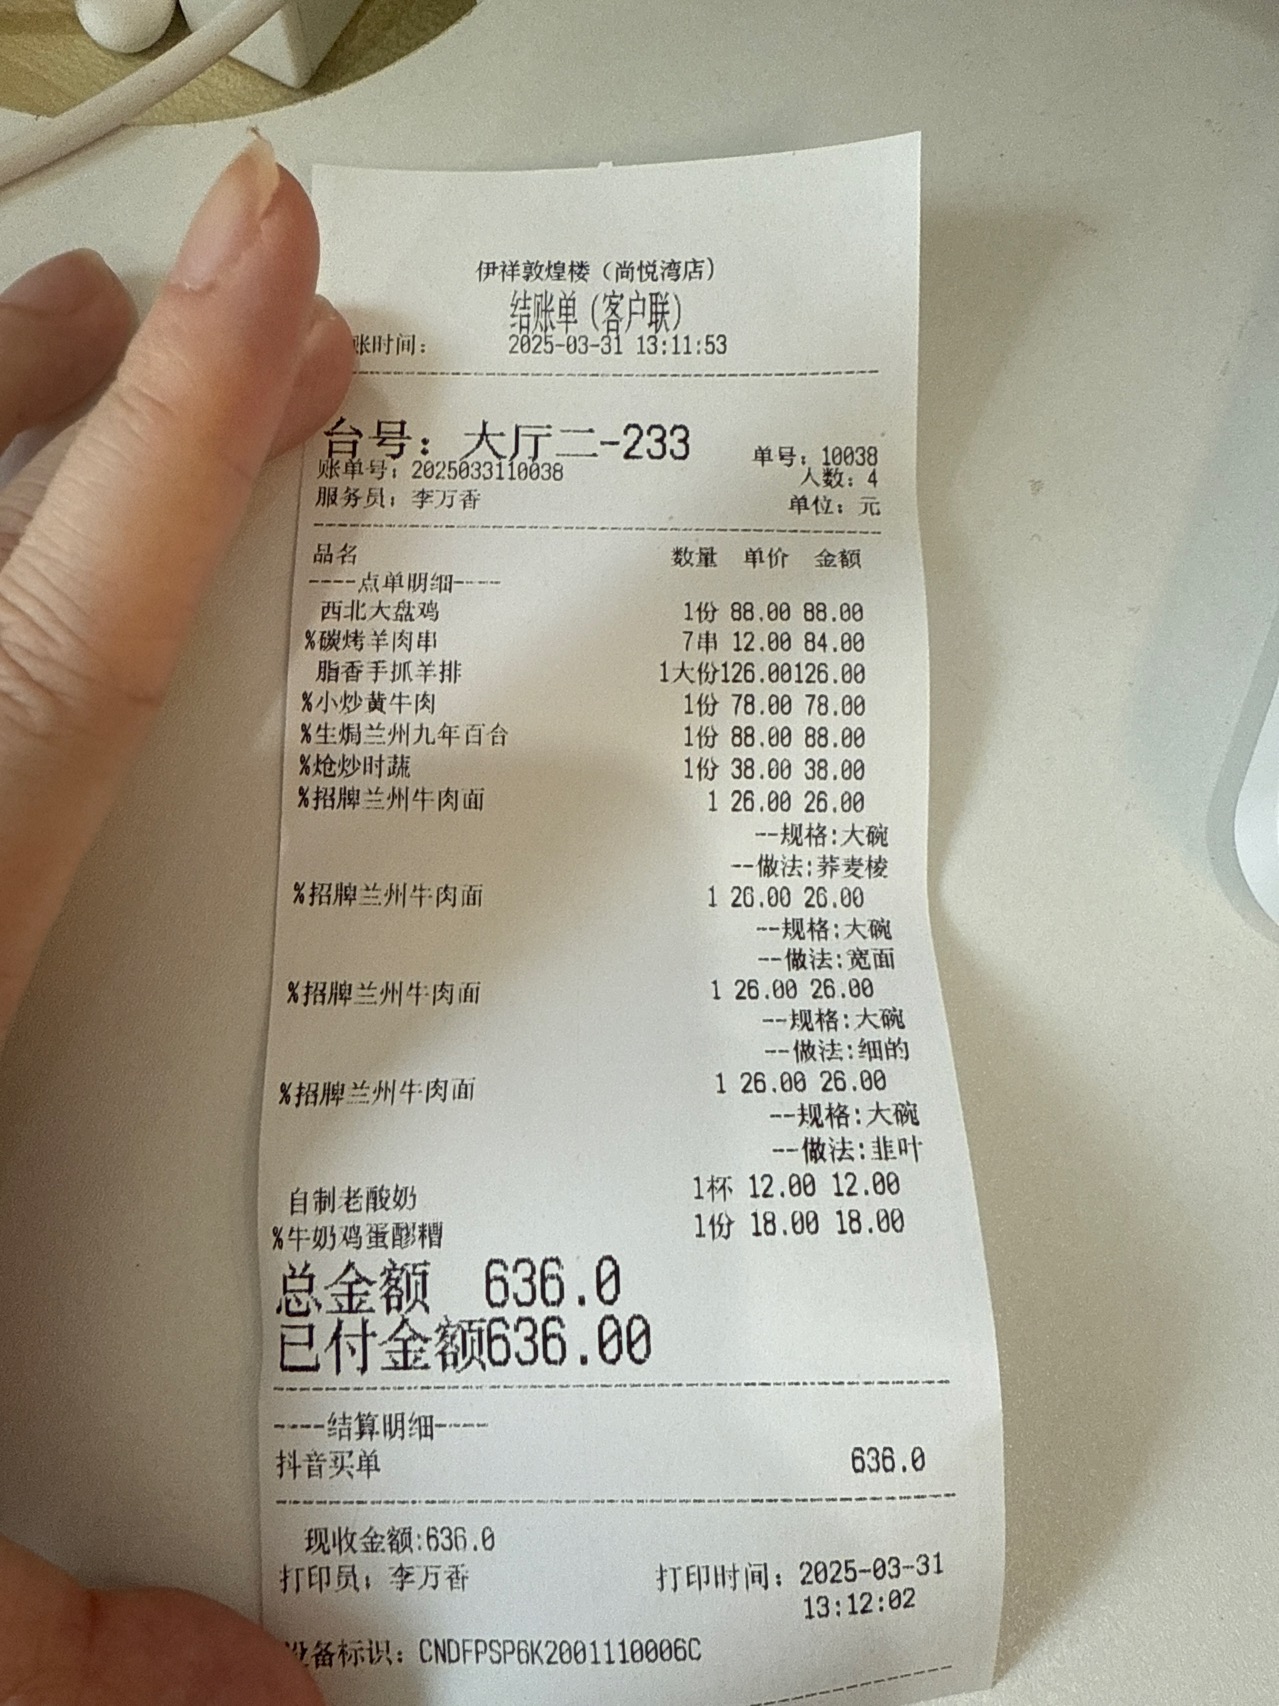 伊祥敦煌楼（尚悦湾店）
结账单（客户联）
账时间： 2025-03-31 13:11:53
台号：大厅二-233
单号：10038
账单号：2025033110038
人数：4
服务员：李万香
单位：元
品名 数量 单价 金额
----点单明细----
西北大盘鸡 1份 88.00 88.00
%碳烤羊肉串 7串 12.00 84.00
脂香手抓羊排 1大份126.00126.00
%小炒黄牛肉 1份 78.00 78.00
%生焗兰州九年百合 1份 88.00 88.00
%炝炒时蔬 1份 38.00 38.00
%招牌兰州牛肉面 1 26.00 26.00
--规格:大碗
--做法:荞麦棱
%招牌兰州牛肉面 1 26.00 26.00
--规格:大碗
--做法:宽面
%招牌兰州牛肉面 1 26.00 26.00
--规格:大碗
--做法:细的
%招牌兰州牛肉面 1 26.00 26.00
--规格:大碗
--做法:韭叶
自制老酸奶 1杯 12.00 12.00
%牛奶鸡蛋醪糟 1份 18.00 18.00
总金额 636.0
已付金额636.00
----结算明细----
抖音买单 636.0
现收金额:636.0
打印员：李万香 打印时间：2025-03-31
13:12:02
设备标识：CNDFPSP6K2001110006C